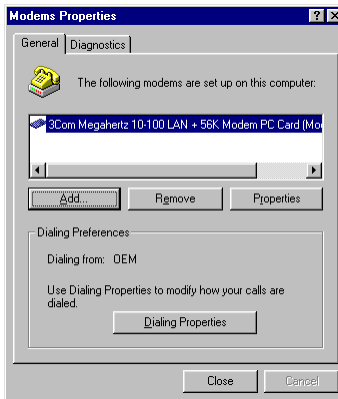 Modems Properties
General Diagnostics
The following modems are set up on this computer:
3Com Megahertz 10-100 LAN + 56K Modem PC Card (Mo
Add... Remove Properties
Dialing Preferences
Dialing from: OEM
Use Dialing Properties to modify how your calls are
dialed.
Dialing Properties
Close Cancel